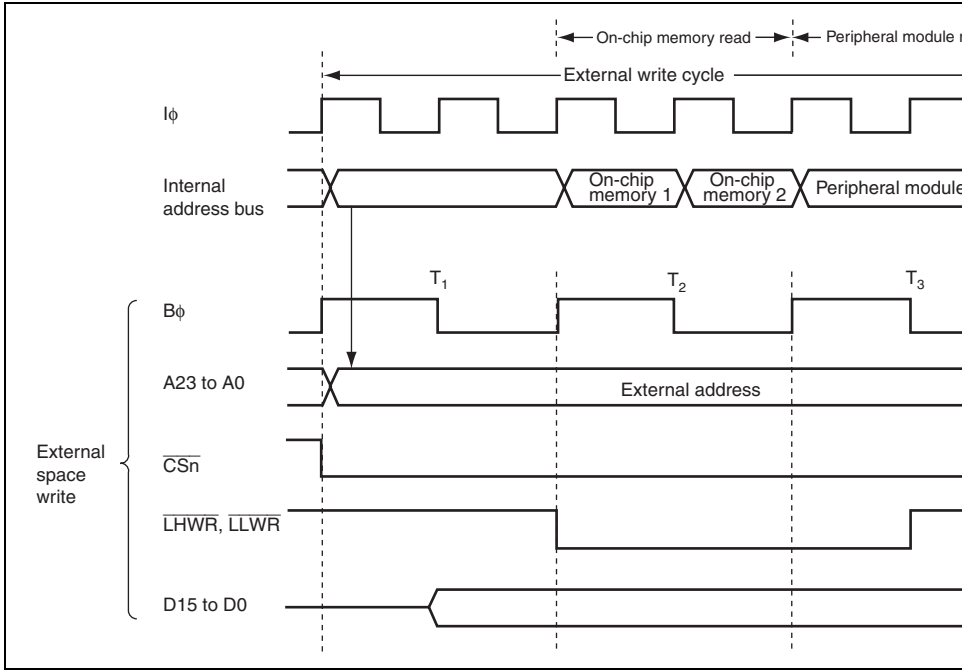 On-chip memory read
Peripheral module
External write cycle
Iϕ
Internal
address bus
On-chip
memory 1
On-chip
memory 2
Peripheral module
T1
T2
T3
Bϕ
A23 to A0
External address
External
space
write
CSn
LHWR, LLWR
D15 to D0